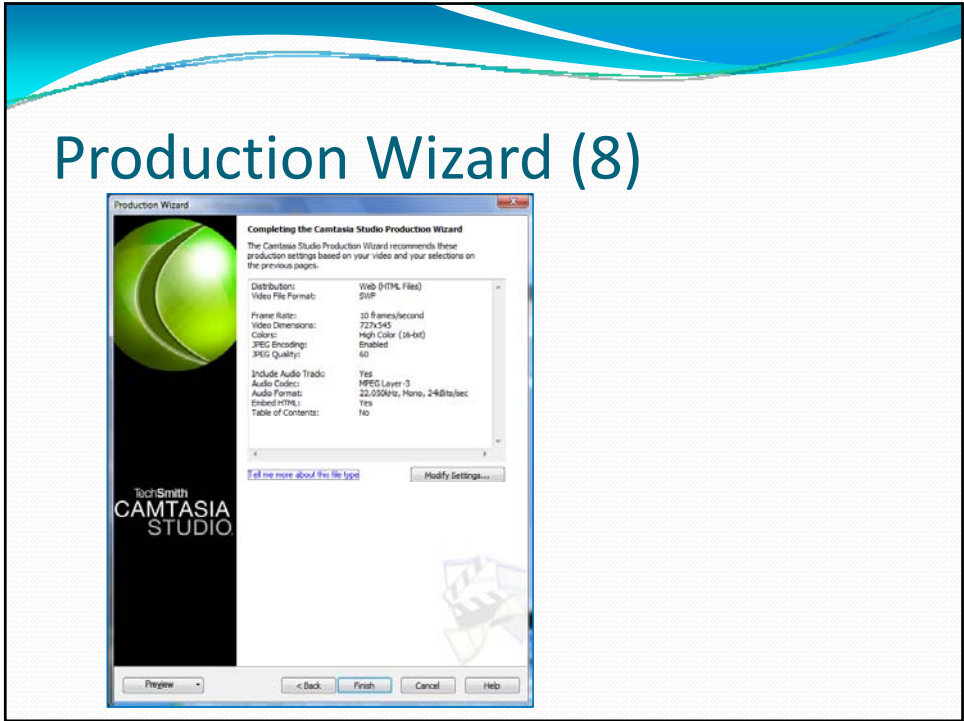 Production Wizard (8)
Production Wizard
Completing the Camtasia Studio Production Wizard
The Camtasia Studio Production Wizard recommends these
production settings based on your video and your selections on
the previous pages.
Distribution: Web (HTML Files)
Video File Format: SWF
Frame Rate: 10 frames/second
Video Dimensions: 727x545
Colors: High Color (16-bit)
JPEG Encoding: Enabled
JPEG Quality: 60
Include Audio Track: Yes
Audio Codec: MPEG Layer-3
Audio Format: 22.050kHz, Mono, 24kBits/sec
Embed HTML: Yes
Table of Contents: No
Tell me more about this file type
Modify Settings...
TechSmith
CAMTASIA
STUDIO.
Preview < Back Finish Cancel Help